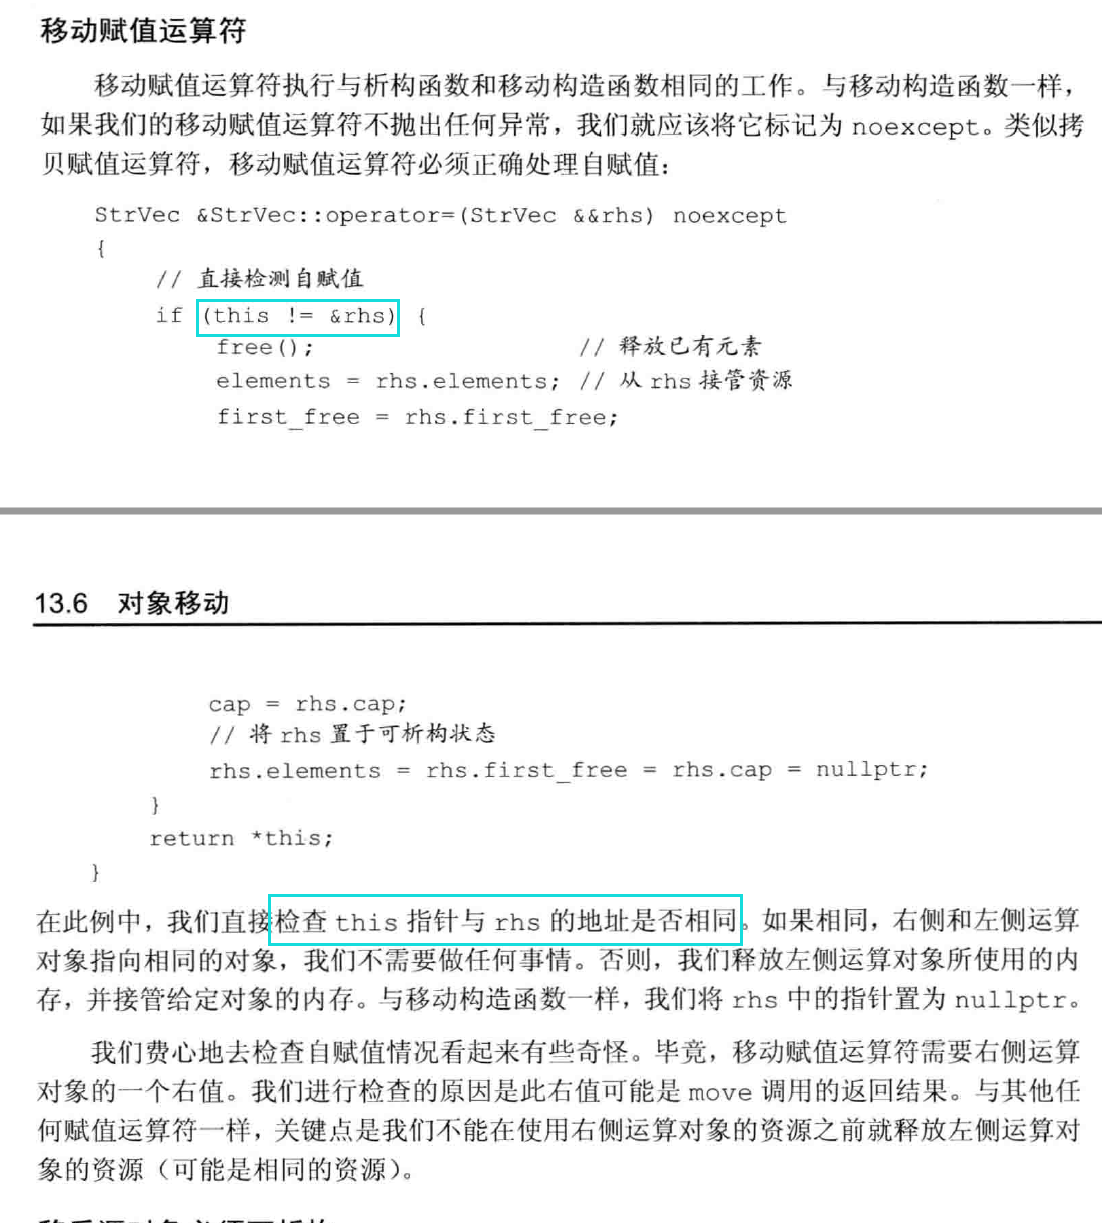 移动赋值运算符
移动赋值运算符执行与析构函数和移动构造函数相同的工作。与移动构造函数一样，
如果我们的移动赋值运算符不抛出任何异常，我们就应该将它标记为 noexcept。类似拷
贝赋值运算符，移动赋值运算符必须正确处理自赋值：
StrVec &StrVec::operator=(StrVec &&rhs) noexcept
{
// 直接检测自赋值
if (this != &rhs) {
free(); // 释放已有元素
elements = rhs.elements; // 从 rhs 接管资源
first_free = rhs.first_free;
13.6 对象移动
cap = rhs.cap;
// 将 rhs 置于可析构状态
rhs.elements = rhs.first_free = rhs.cap = nullptr;
}
return *this;
}
在此例中，我们直接检查 this 指针与 rhs 的地址是否相同。如果相同，右侧和左侧运算
对象指向相同的对象，我们不需要做任何事情。否则，我们释放左侧运算对象所使用的内
存，并接管给定对象的内存。与移动构造函数一样，我们将 rhs 中的指针置为 nullptr。
我们费心地去检查自赋值情况看起来有些奇怪。毕竟，移动赋值运算符需要右侧运算
对象的一个右值。我们进行检查的原因是此右值可能是 move 调用的返回结果。与其他任
何赋值运算符一样，关键点是我们不能在使用右侧运算对象的资源之前就释放左侧运算对
象的资源（可能是相同的资源）。